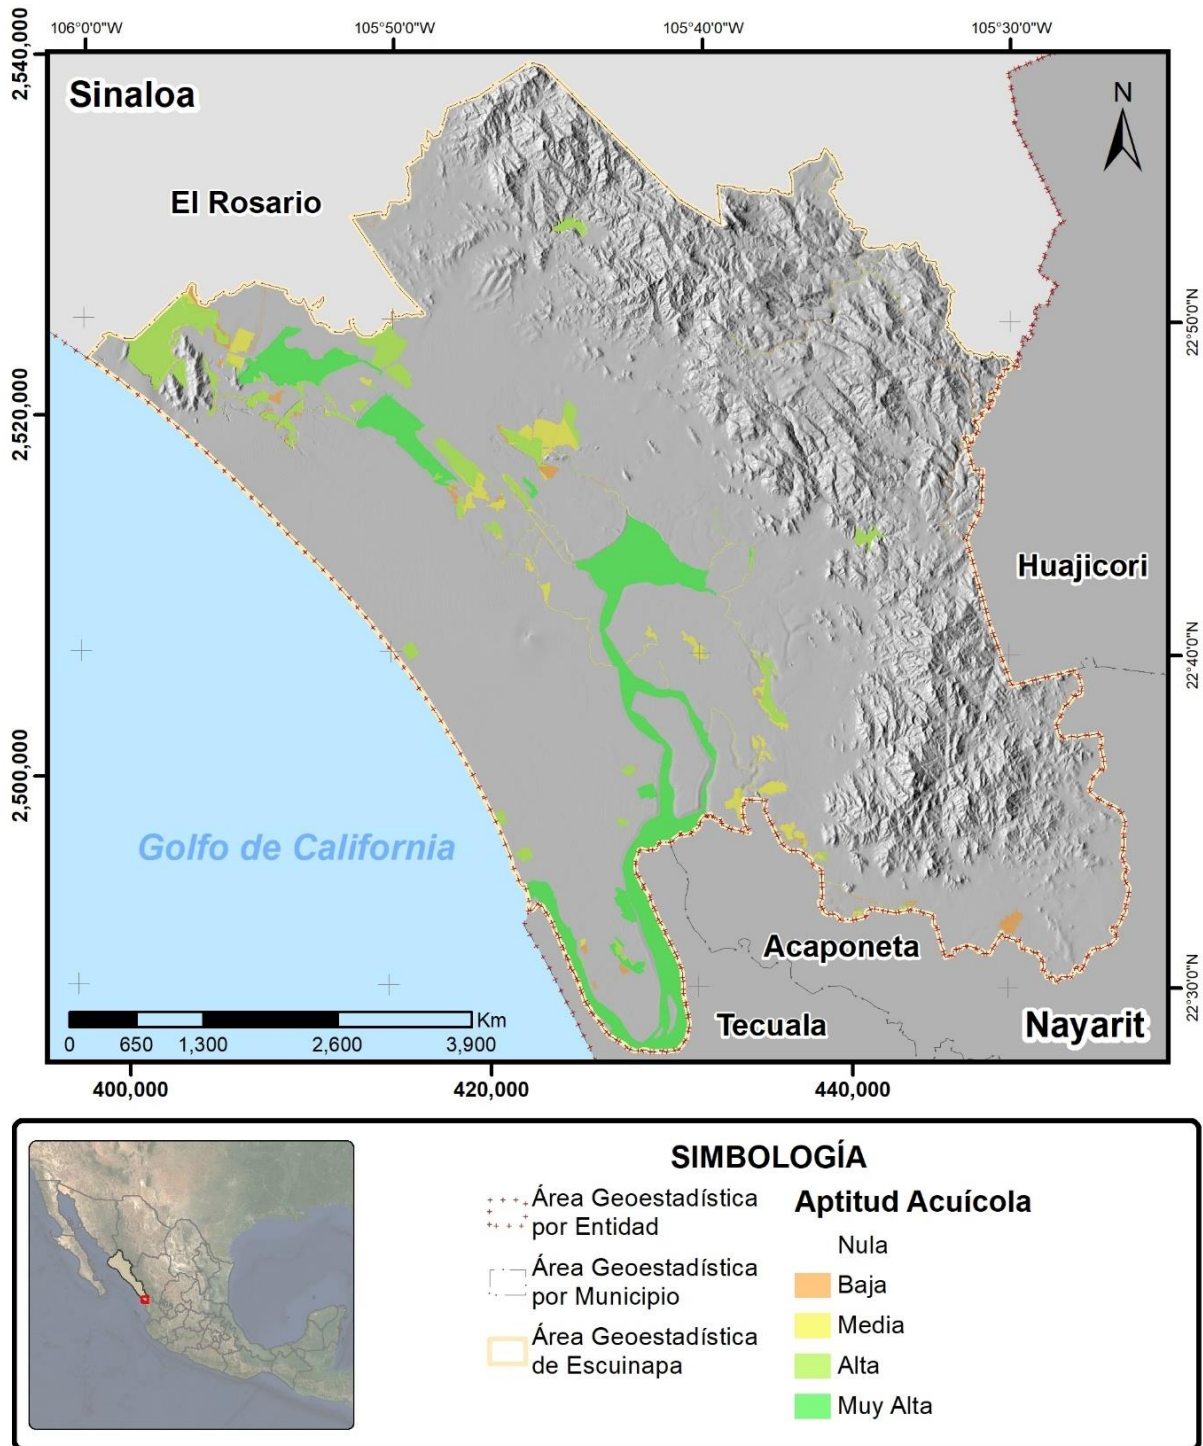 106°0'0"W 105°50'0"W 105°40'0"W 105°30'0"W
2,540,000
Sinaloa
N
El Rosario
22°50'0"N
2,520,000
Huajicori
22°40'0"N
2,500,000
Golfo de California
Acaponeta
22°30'0"N
Tecuala
Nayarit
Km
0 650 1,300 2,600 3,900
400,000 420,000 440,000
SIMBOLOGÍA
Área Geoestadística
por Entidad
Área Geoestadística
por Municipio
Área Geoestadística
de Escuinapa
Aptitud Acuícola
Nula
Baja
Media
Alta
Muy Alta